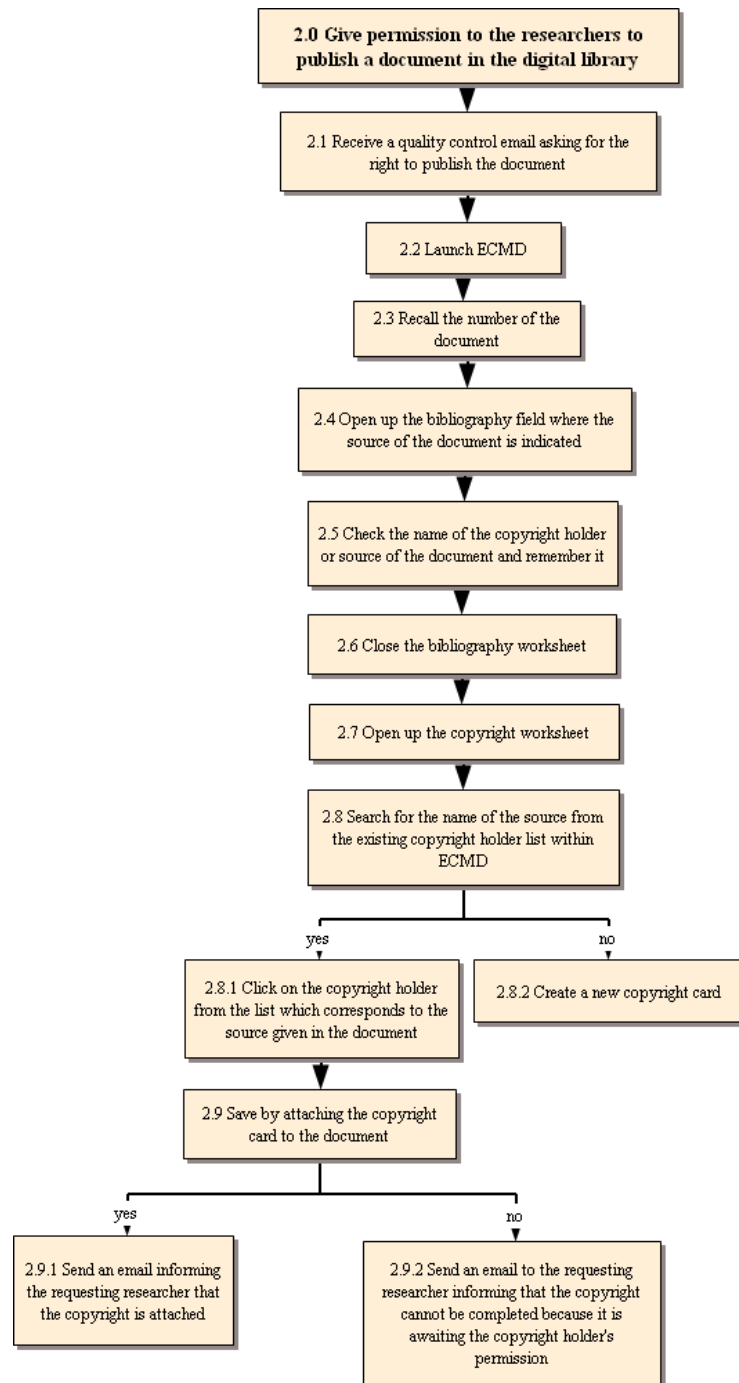 2.0 Give permission to the researchers to
publish a document in the digital library
2.1 Receive a quality control email asking for the
right to publish the document
2.2 Launch ECMD
2.3 Recall the number of the
document
2.4 Open up the bibliography field where the
source of the document is indicated
2.5 Check the name of the copyright holder
or source of the document and remember it
2.6 Close the bibliography worksheet
2.7 Open up the copyright worksheet
2.8 Search for the name of the source from
the existing copyright holder list within
ECMD
yes
no
2.8.1 Click on the copyright holder
from the list which corresponds to the
source given in the document
2.8.2 Create a new copyright card
2.9 Save by attaching the copyright
card to the document
yes
no
2.9.1 Send an email informing
the requesting researcher that
the copyright is attached
2.9.2 Send an email to the requesting
researcher informing that the copyright
cannot be completed because it is
awaiting the copyright holder's
permission